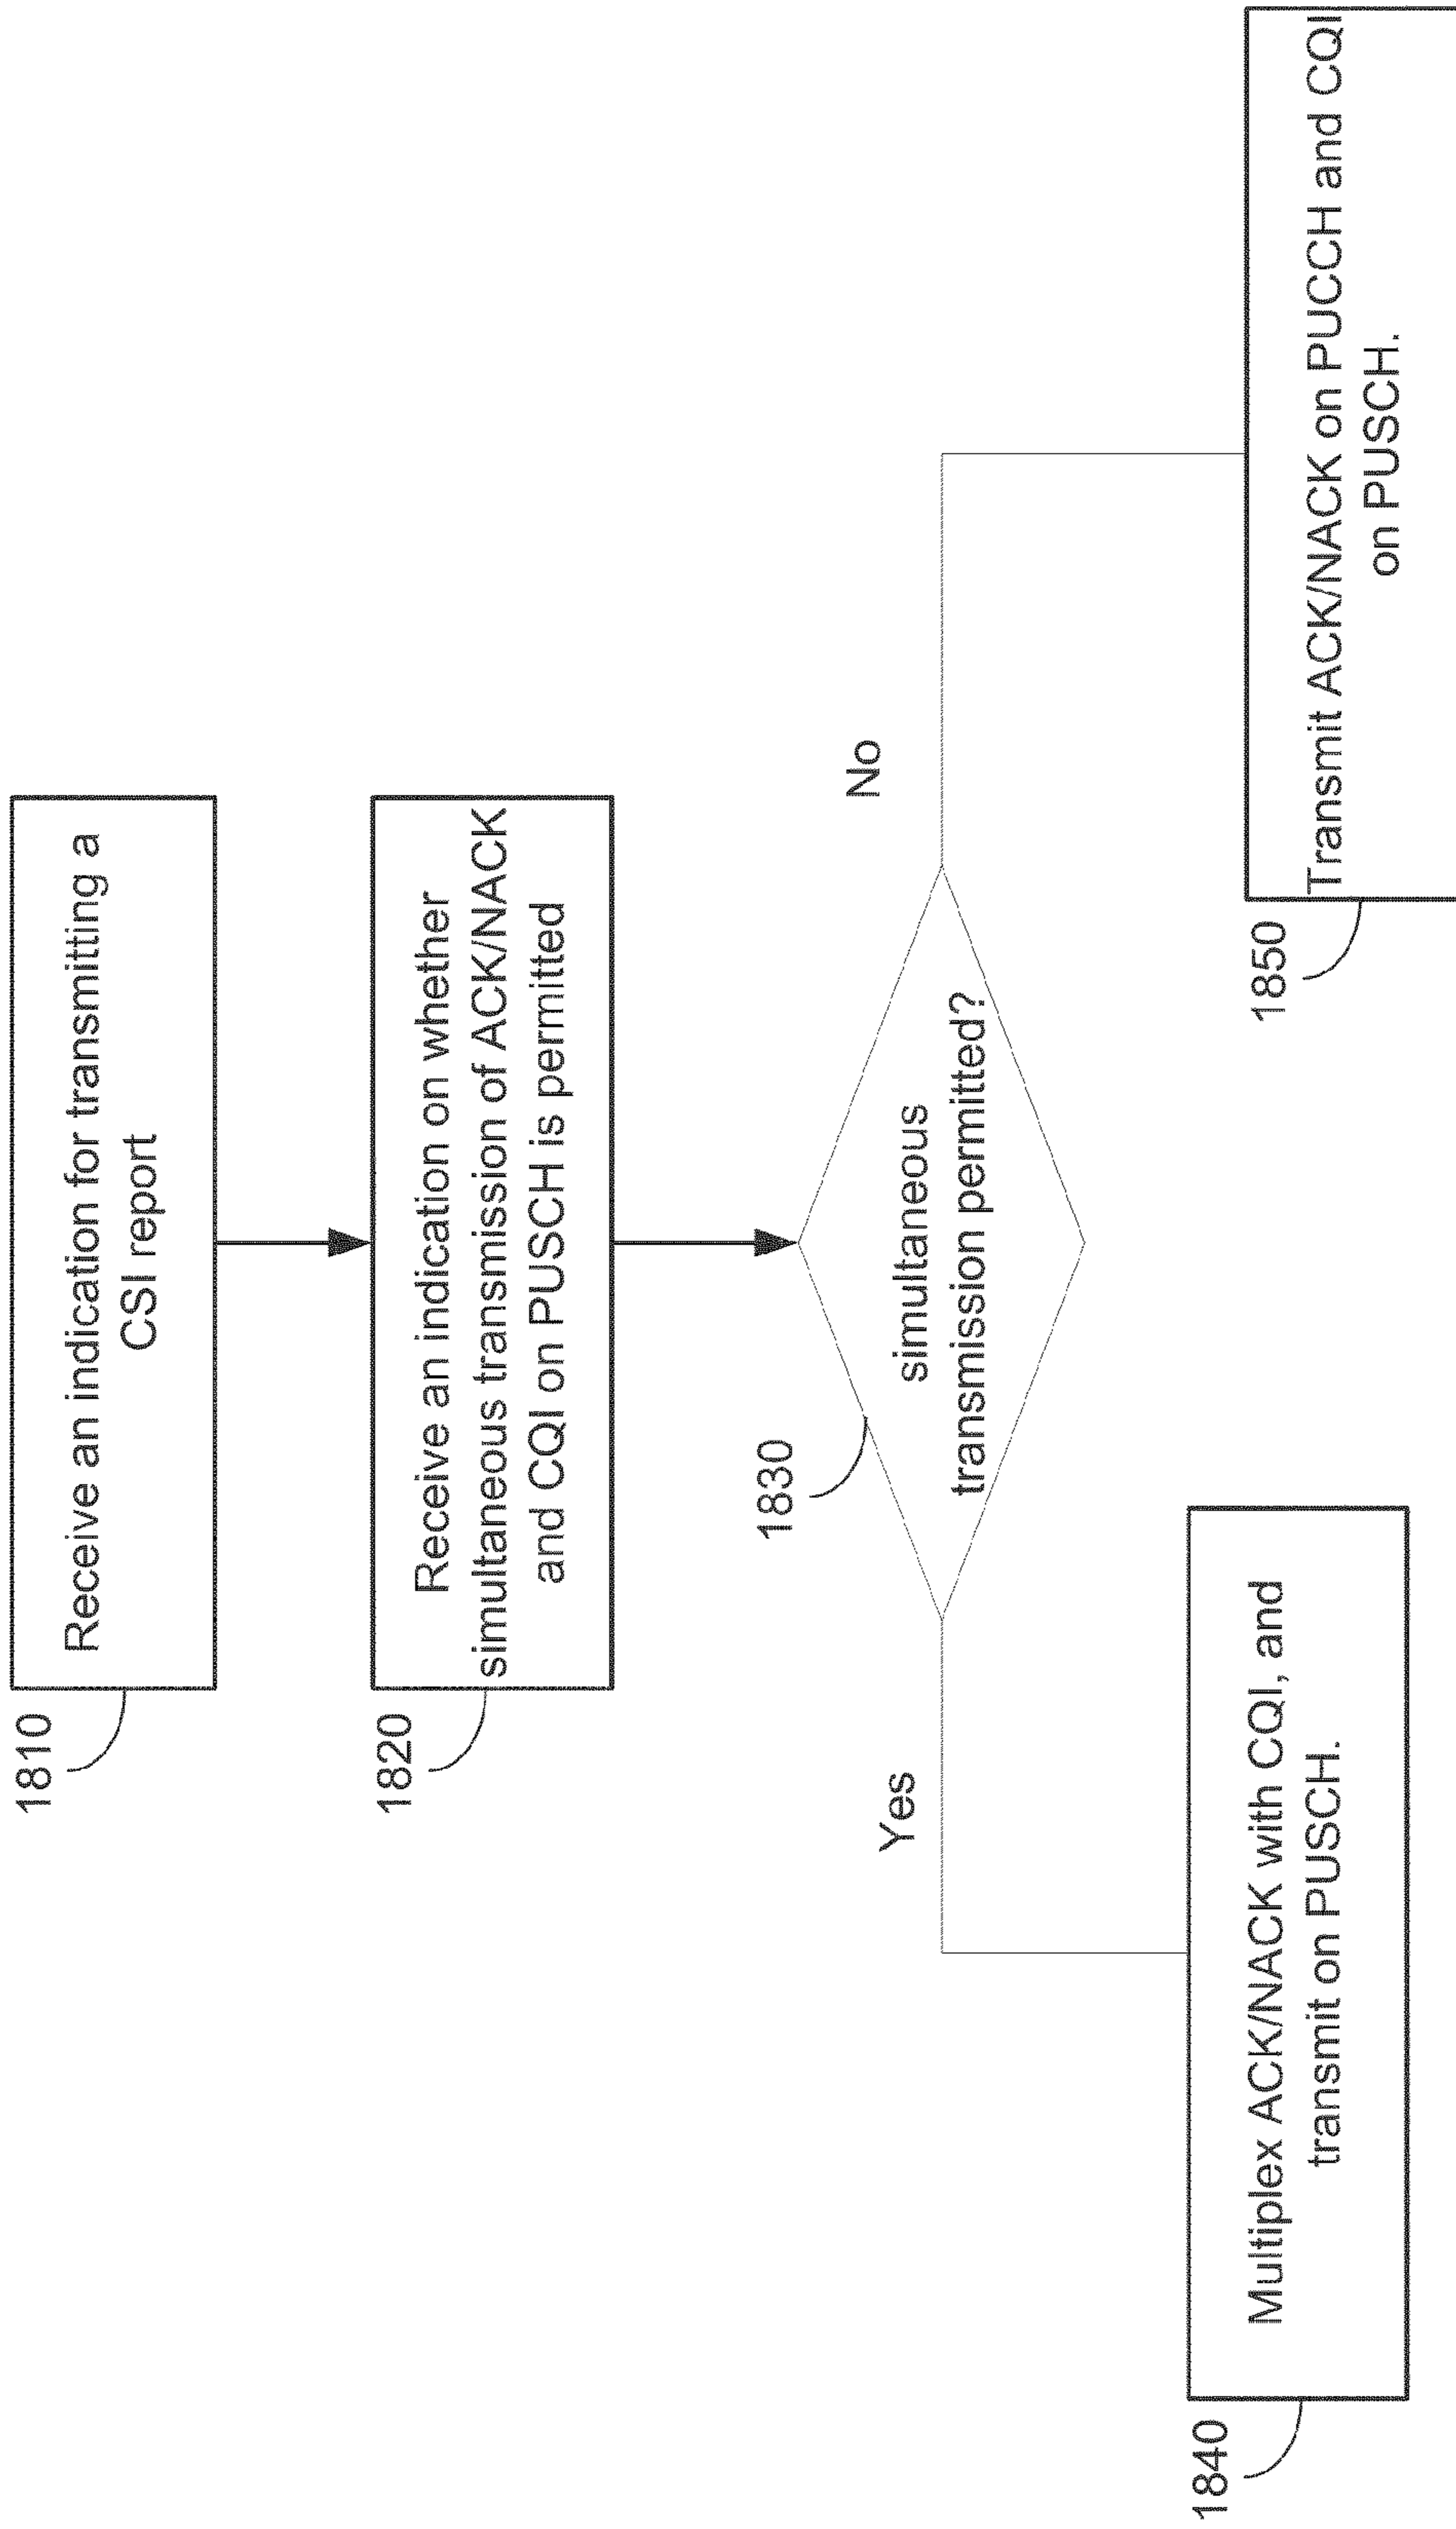 1810
Receive an indication for transmitting a
CSI report
1820
Receive an indication on whether
simultaneous transmission of ACK/NACK
and CQI on PUSCH is permitted
1830
simultaneous
transmission permitted?
Yes
No
1840
Multiplex ACK/NACK with CQI, and
transmit on PUSCH.
1850
Transmit ACK/NACK on PUCCH and CQI
on PUSCH.